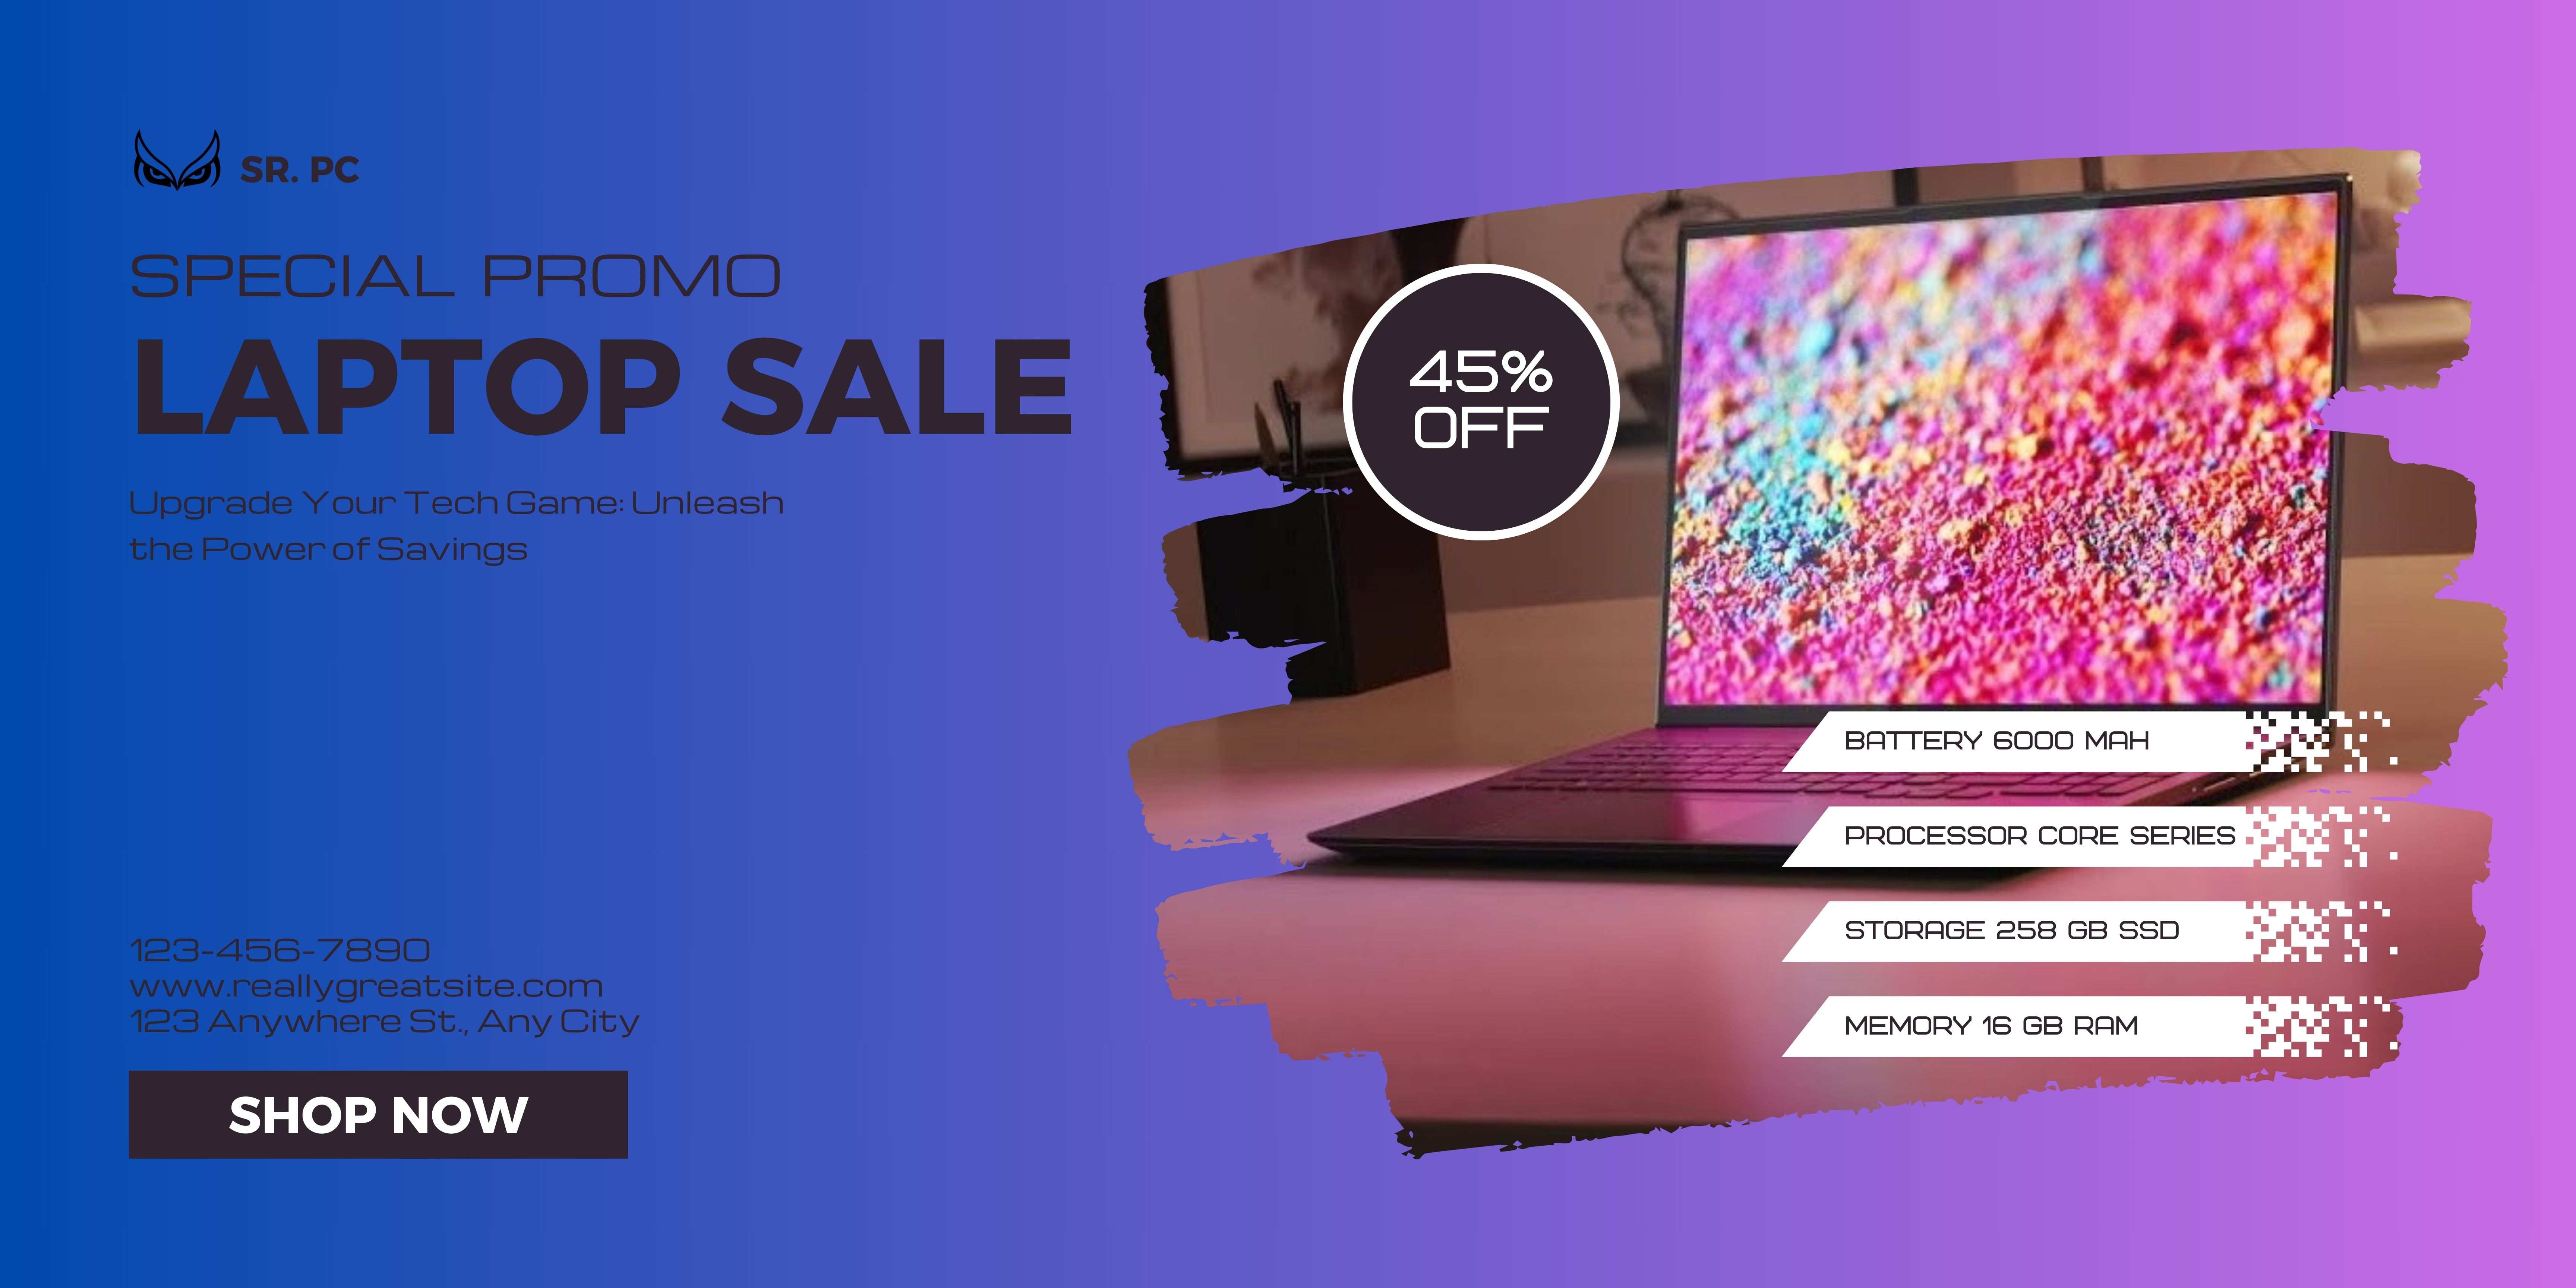 SR. PC
SPECIAL PROMO
LAPTOP SALE
Upgrade Your Tech Game: Unleash
the Power of Savings
123-456-7890
www.reallygreatsite.com
123 Anywhere St., Any City
SHOP NOW
45%
OFF
BATTERY 6000 MAH
PROCESSOR CORE SERIES
STORAGE 258 GB SSD
MEMORY 16 GB RAM